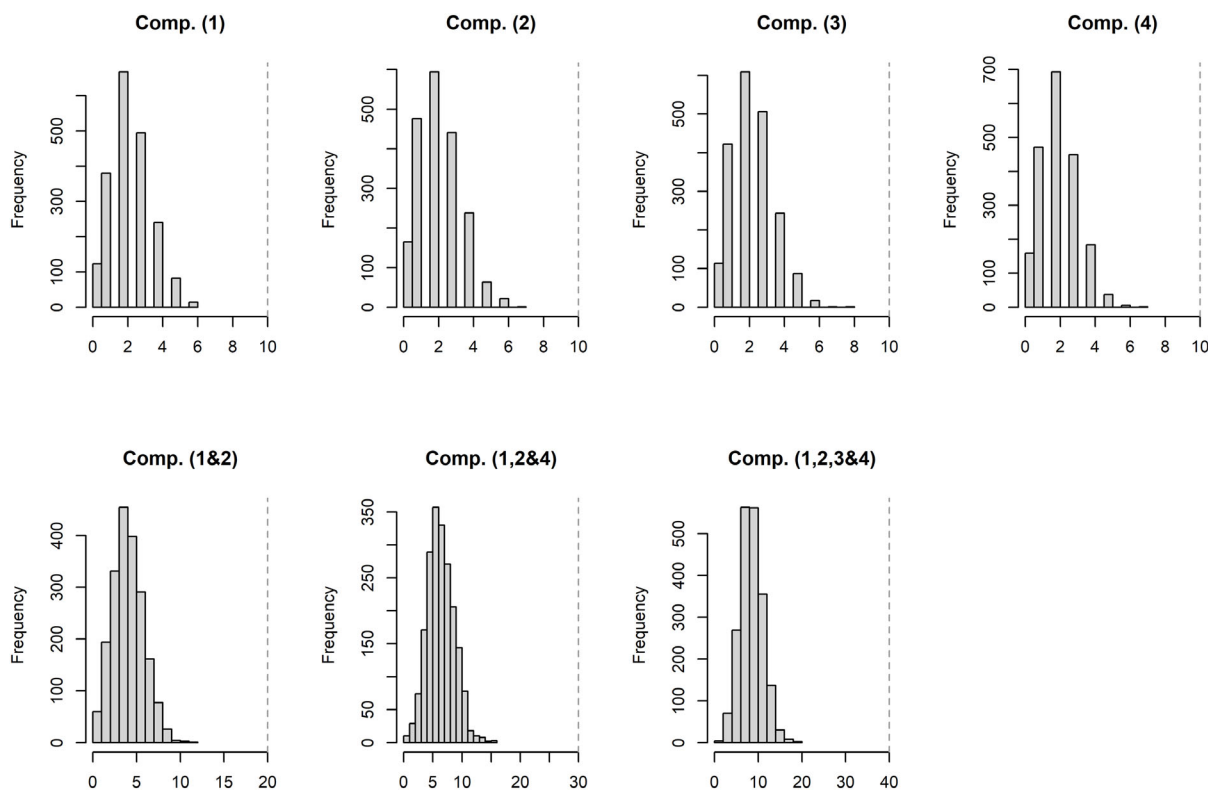 Comp. (1)
Frequency
0 100 300 500
0 2 4 6 10
Comp. (2)
Frequency
0 100 300 500
0 2 4 6 8 10
Comp. (3)
Frequency
0 100 300 500
0 2 4 6 8 10
Comp. (4)
Frequency
0 100 300 500 700
0 2 4 6 8 10
Comp. (1&2)
Frequency
0 100 200 300 400
0 5 10 15 20
Comp. (1,2&4)
Frequency
0 50 150 250 350
0 5 10 20 30
Comp. (1,2,3&4)
Frequency
0 100 200 300 400 500
0 10 20 30 40